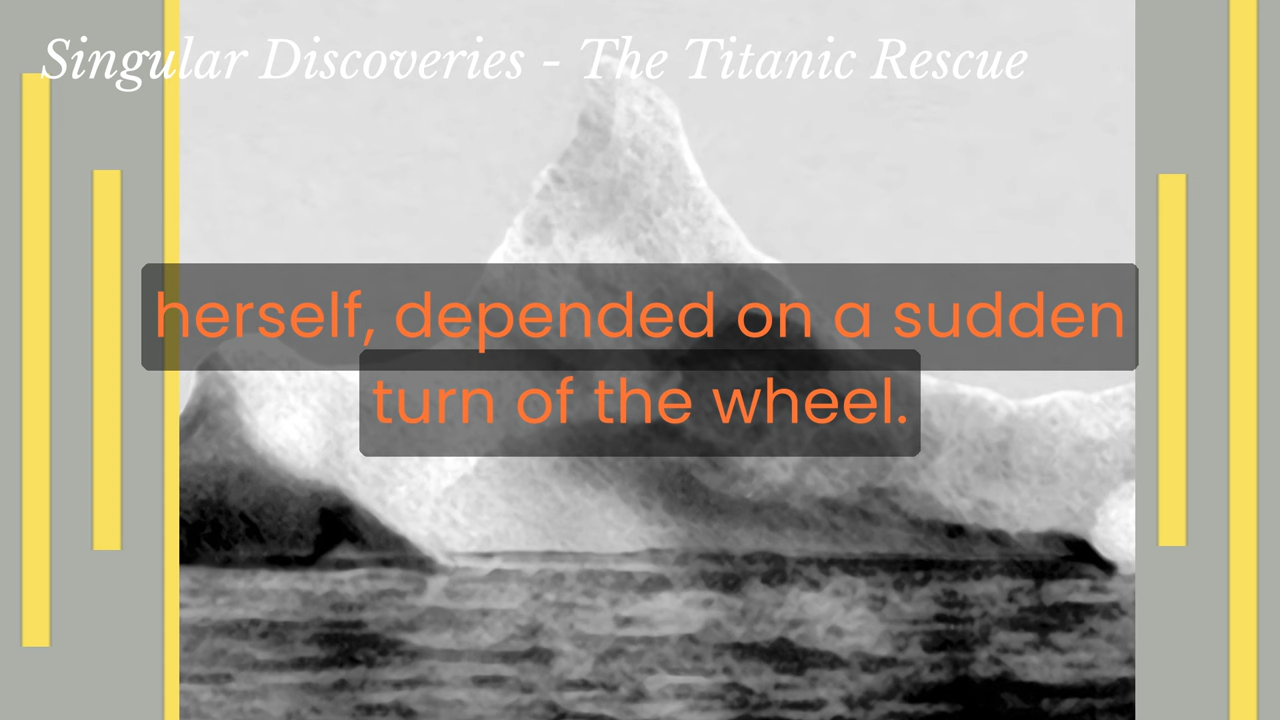 Singular Discoveries - The Titanic Rescue
herself, depended on a sudden
turn of the wheel.